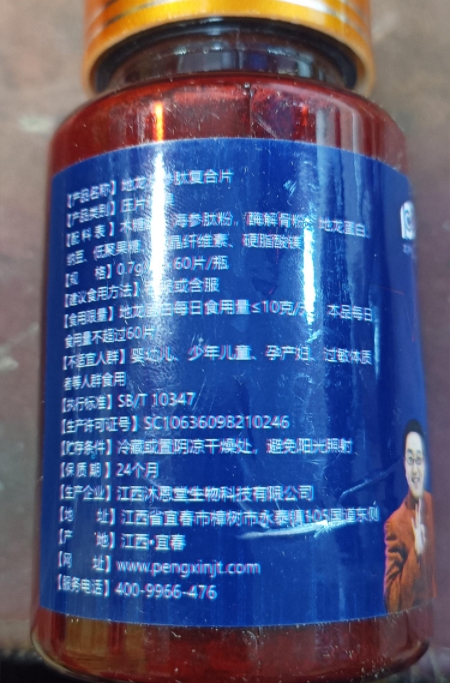 【产品名称】地龙 肽复合片
【产品类别】压片
【配料表】木糖 海参肽粉、酶解骨粉、地龙蛋白、
纳豆、低聚果糖、 晶纤维素、硬脂酸镁
【规 格】0.7g 60片/瓶
【建议食用方法】 或含服
【食用限量】地龙蛋白每日食用量≤10克/ 本品每日
食用量不超过60片
【不适宜人群】婴幼儿、少年儿童、孕产妇、过敏体质
者等人群食用
【执行标准】SB/T 10347
【生产许可证号】SC10636098210246
【贮存条件】冷藏或置阴凉干燥处，避免阳光照射
【保质期】24个月
【生产企业】江西沐恩堂生物科技有限公司
【地 址】江西省宜春市樟树市永泰镇105国道东侧
【产 地】江西·宜春
【网 址】www.pengxinjt.com
【服务电话】400-9966-476